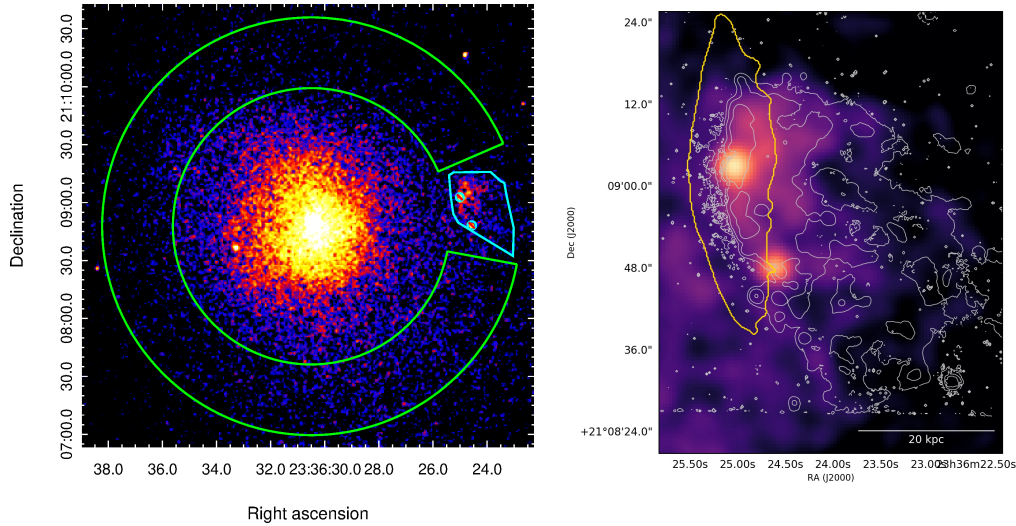 Declination
30.0
21:10:00.0
30.0
09:00.0
30.0
08:00.0
30.0
07:00.0
38.0 36.0 34.0 32.0 23:36:30.0 28.0 26.0 24.0
Right ascension
Dec (J2000)
24.0"
12.0"
09'00.0"
48.0"
36.0"
+21°08'24.0"
20 kpc
25.50s 25.00s 24.50s 24.00s 23.50s 23.00s 23h36m22.50s
RA (J2000)